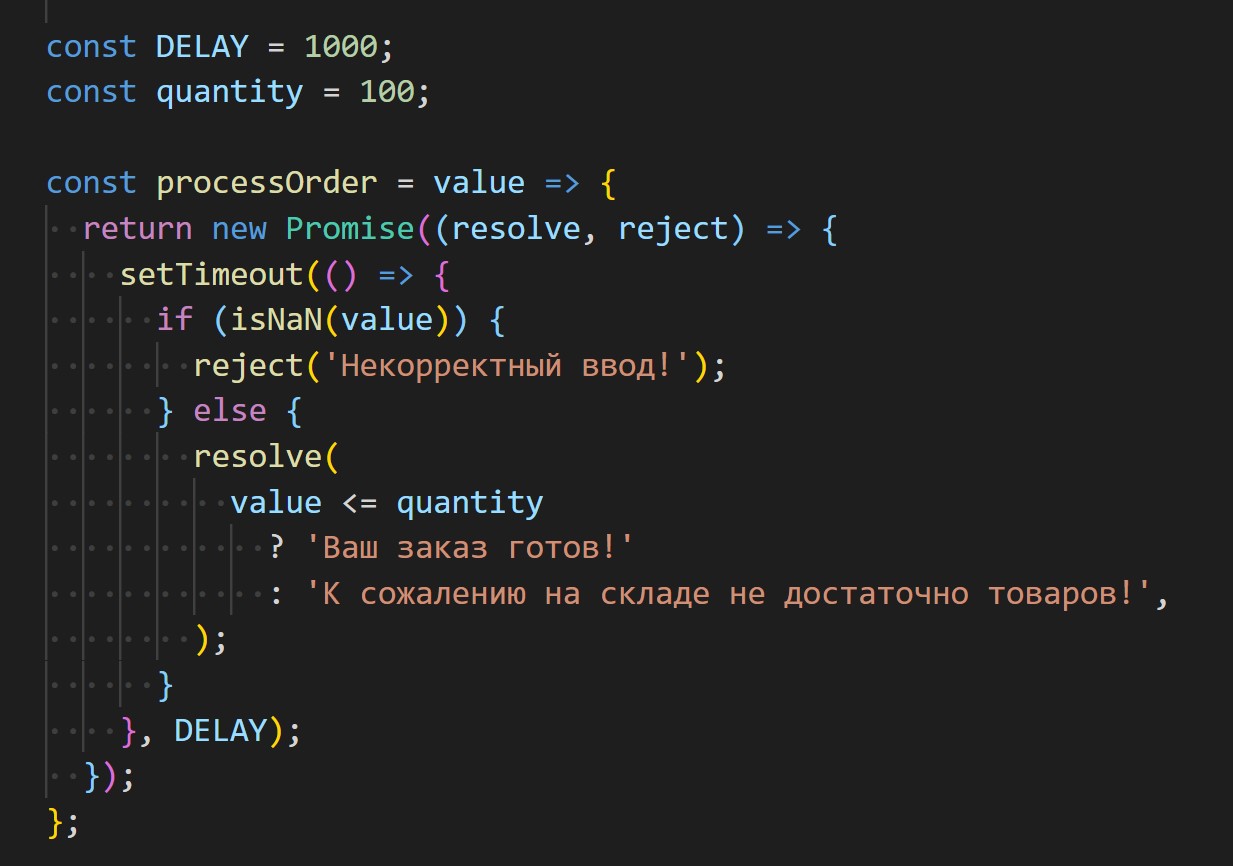 const DELAY = 1000;
const quantity = 100;

const processOrder = value => {
  return new Promise((resolve, reject) => {
    setTimeout(() => {
      if (isNaN(value)) {
        reject('Некорректный ввод!');
      } else {
        resolve(
          value <= quantity
            ? 'Ваш заказ готов!'
            : 'К сожалению на складе не достаточно товаров!',
        );
      }
    }, DELAY);
  });
};